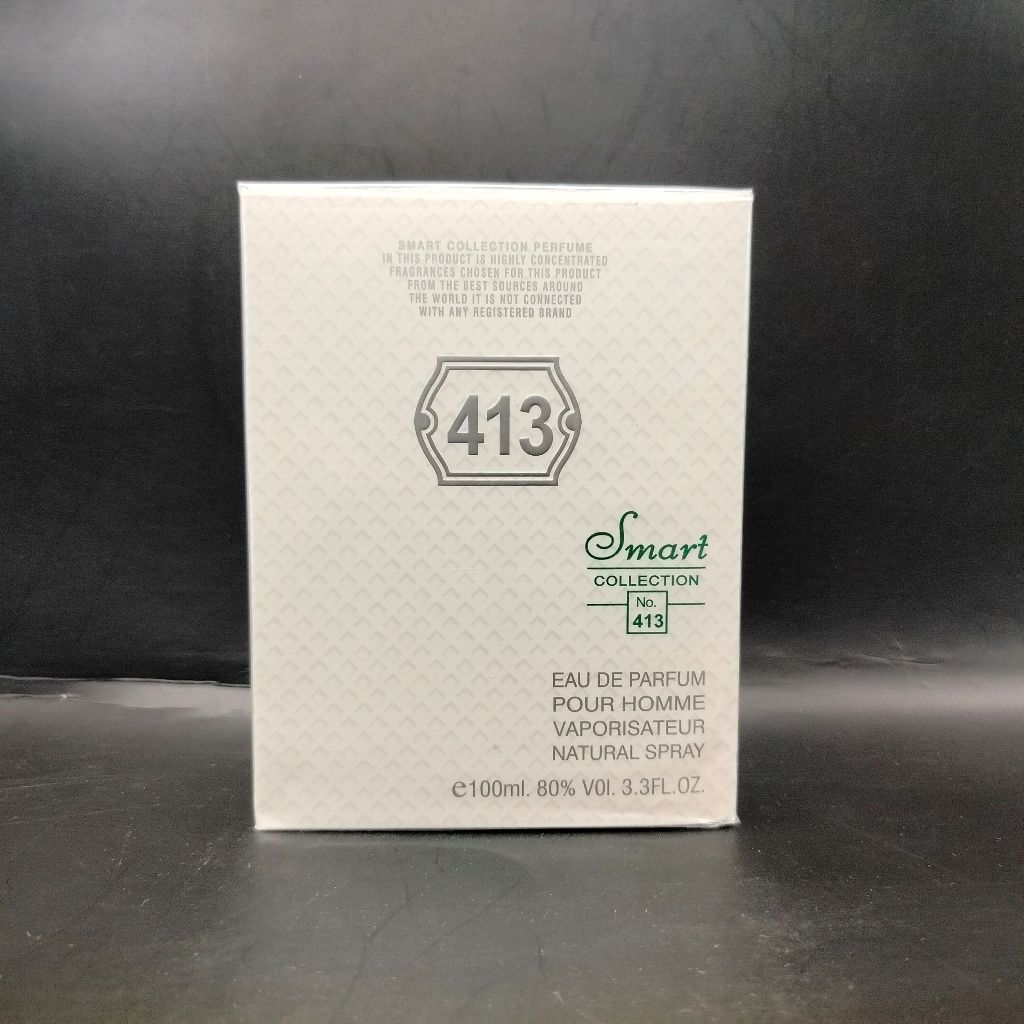 SMART COLLECTION PERFUME
IN THIS PRODUCT IS HIGHLY CONCENTRATED
FRAGRANCES CHOSEN FOR THIS PRODUCT
FROM THE BEST SOURCES AROUND
THE WORLD IT IS NOT CONNECTED
WITH ANY REGISTERED BRAND
413
Smart
COLLECTION
No.
413
EAU DE PARFUM
POUR HOMME
VAPORISATEUR
NATURAL SPRAY
e100ml. 80% VOl. 3.3FL.OZ.